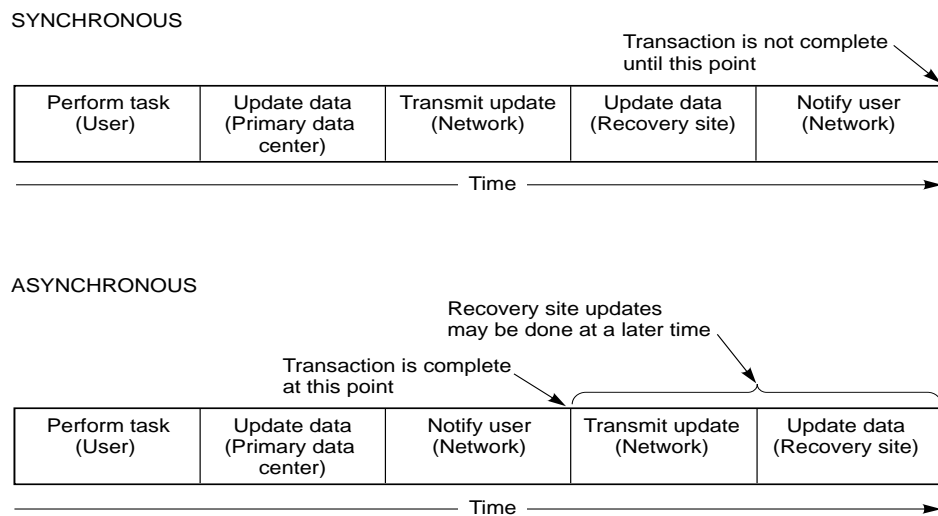 SYNCHRONOUS
Transaction is not complete
until this point
Perform task
(User)
Update data
(Primary data
center)
Transmit update
(Network)
Update data
(Recovery site)
Notify user
(Network)
Time
ASYNCHRONOUS
Recovery site updates
may be done at a later time
Transaction is complete
at this point
Perform task
(User)
Update data
(Primary data
center)
Notify user
(Network)
Transmit update
(Network)
Update data
(Recovery site)
Time